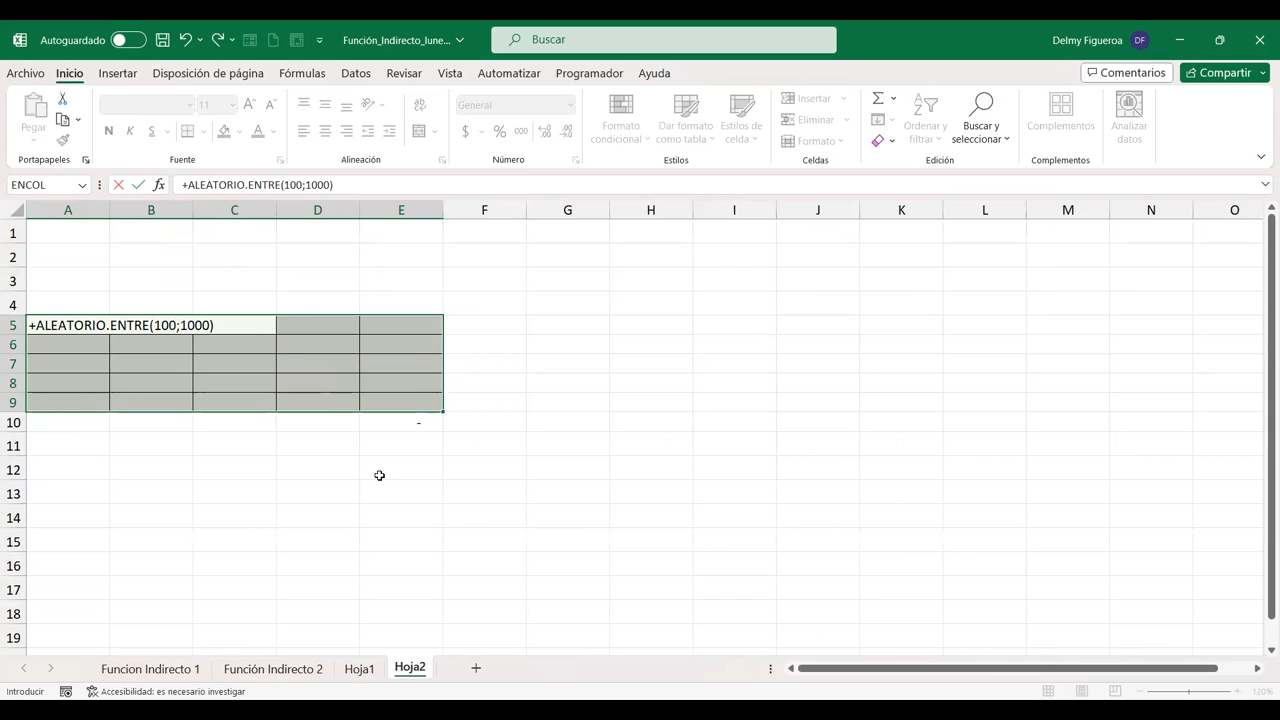 Autoguardado
Función_Indirecto_lune...
Buscar
Delmy Figueroa
DF
Archivo Inicio Insertar Disposición de página Fórmulas Datos Revisar Vista Automatizar Programador Ayuda
Comentarios
Compartir
Pegar
Portapapeles
11
N K S
Fuente
Alineación
General
$ % 000
Número
Formato condicional
Dar formato como tabla
Estilos de celda
Estilos
Insertar
Eliminar
Formato
Celdas
Ordenar y filtrar
Buscar y seleccionar
Edición
Complementos
Complementos
Analizar datos
ENCOL
fx
+ALEATORIO.ENTRE(100;1000)
A B C D E F G H I J K L M N O
1
2
3
4
5 +ALEATORIO.ENTRE(100;1000)
6
7
8
9
10 -
11
12
13
14
15
16
17
18
19
Funcion Indirecto 1 Función Indirecto 2 Hoja1 Hoja2
Introducir
Accesibilidad: es necesario investigar
120%